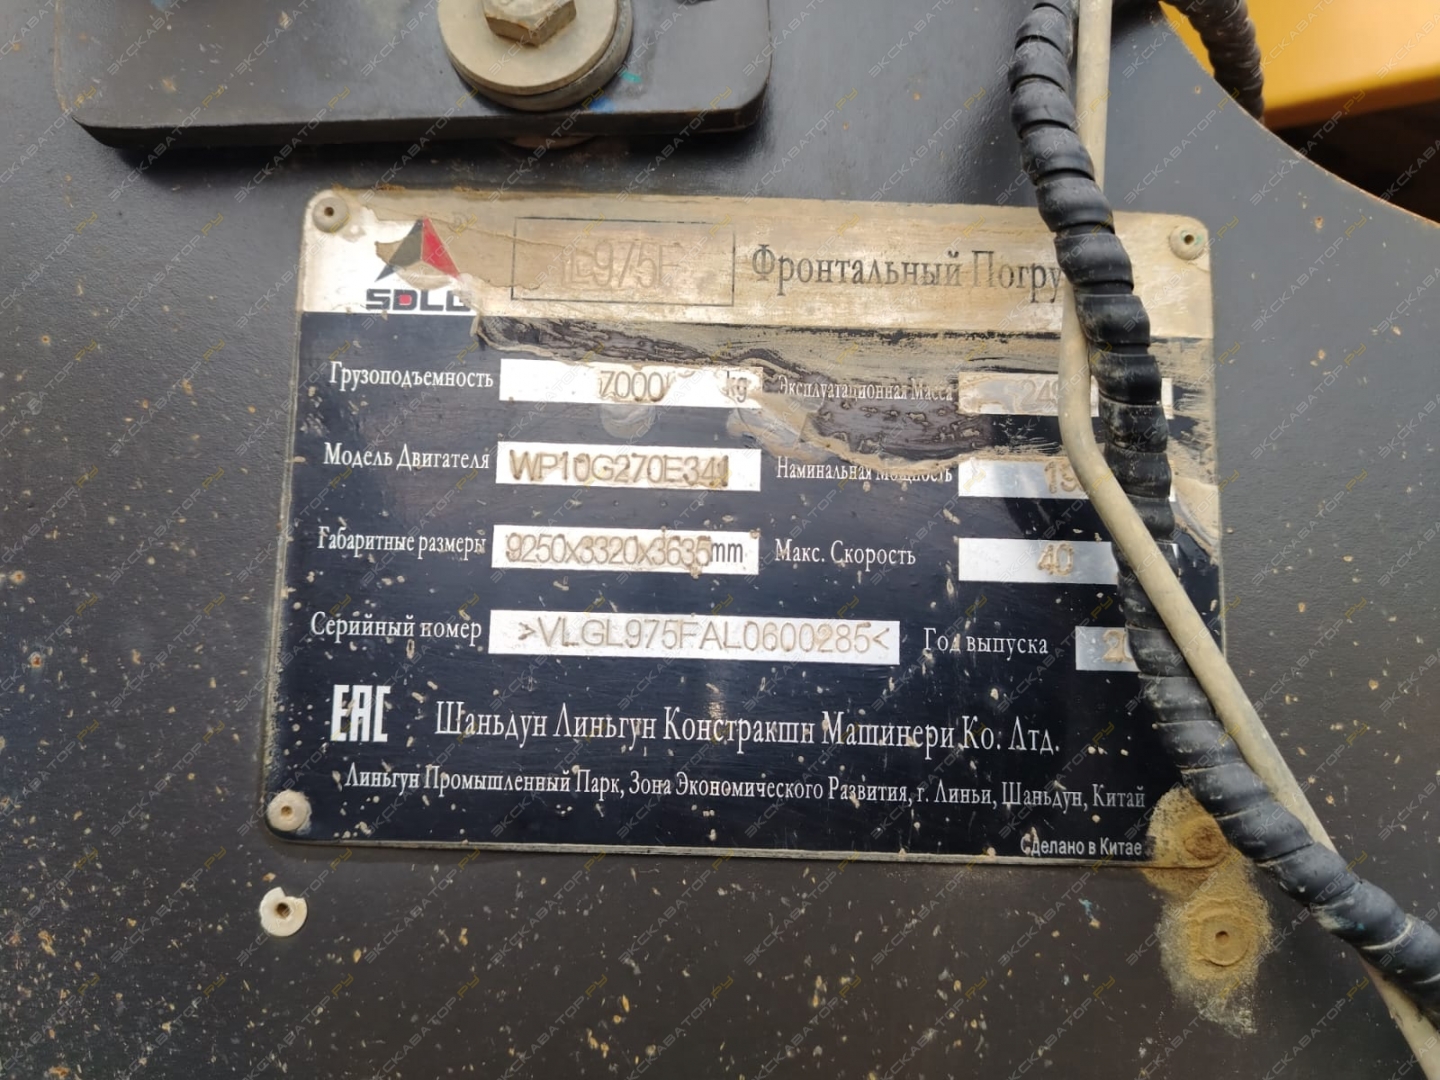 SDLG
Фронтальный
Грузоподъемность 7000 kg Эксплуатационная Масса
Модель Двигателя WP10G270E341 Наминальная Мощность
Габаритные размеры 9250x3320x3635mm Макс. Скорость 40
Серийный номер >VLGL975FAL0600285< Год выпуска
EAC Шаньдун Линьгун Констракшн Машинери Ко. Лтд.
Линьгун Промышленный Парк, Зона Экономического Развития, г. Линьи, Шаньдун, Китай
Сделано в Китае
ЭКСКАВАТОР.РУ